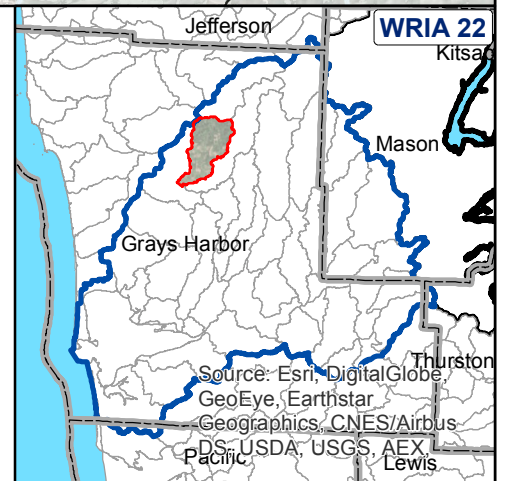 Jefferson
WRIA 22
Kitsap
Mason
Grays Harbor
Thurston
Source: Esri, DigitalGlobe,
GeoEye, Earthstar
Geographics, CNES/Airbus
DS, USDA, USGS, AEX,
Pacific
Lewis